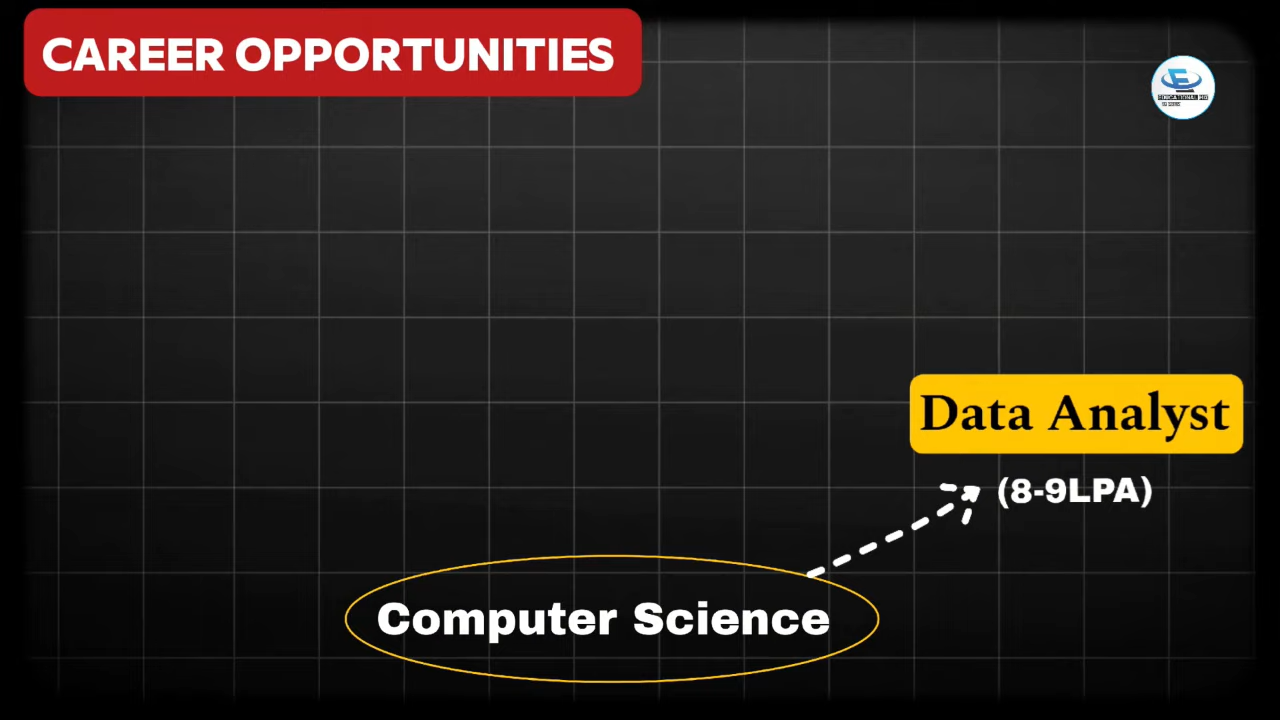 CAREER OPPORTUNITIES
Data Analyst
(8-9LPA)
Computer Science